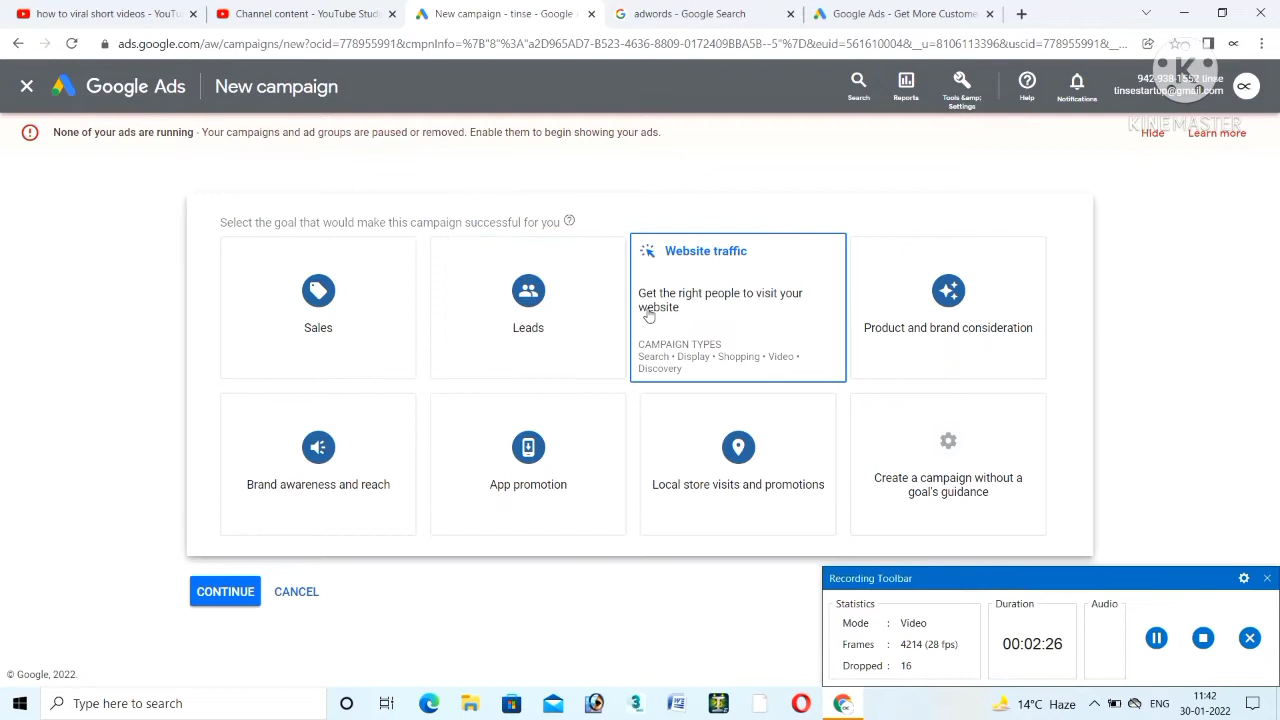 how to viral short videos - YouTu
Channel content - YouTube Studi
New campaign - tinse - Google A
adwords - Google Search
Google Ads - Get More Custome
ads.google.com/aw/campaigns/new?ocid=778955991&cmpnInfo=%7B"8"%3A"a2D965AD7-B523-4636-8809-0172409BBA5B--5"%7D&euid=561610004&__u=8106113396&uscid=778955991&__...
Google Ads
New campaign
Search
Reports
Tools &amp;
Settings
Help
Notifications
942-938-1552 tinse
tinsestartup@gmail.com
K
KINEMASTER
None of your ads are running - Your campaigns and ad groups are paused or removed. Enable them to begin showing your ads.
Hide
Learn more
Select the goal that would make this campaign successful for you
Sales
Leads
Website traffic
Get the right people to visit your
website
CAMPAIGN TYPES
Search • Display • Shopping • Video •
Discovery
Product and brand consideration
Brand awareness and reach
App promotion
Local store visits and promotions
Create a campaign without a
goal's guidance
CONTINUE
CANCEL
© Google, 2022.
Recording Toolbar
Statistics
Mode : Video
Frames : 4214 (28 fps)
Dropped : 16
Duration
00:02:26
Audio
Type here to search
14°C Haze
ENG
11:42
30-01-2022